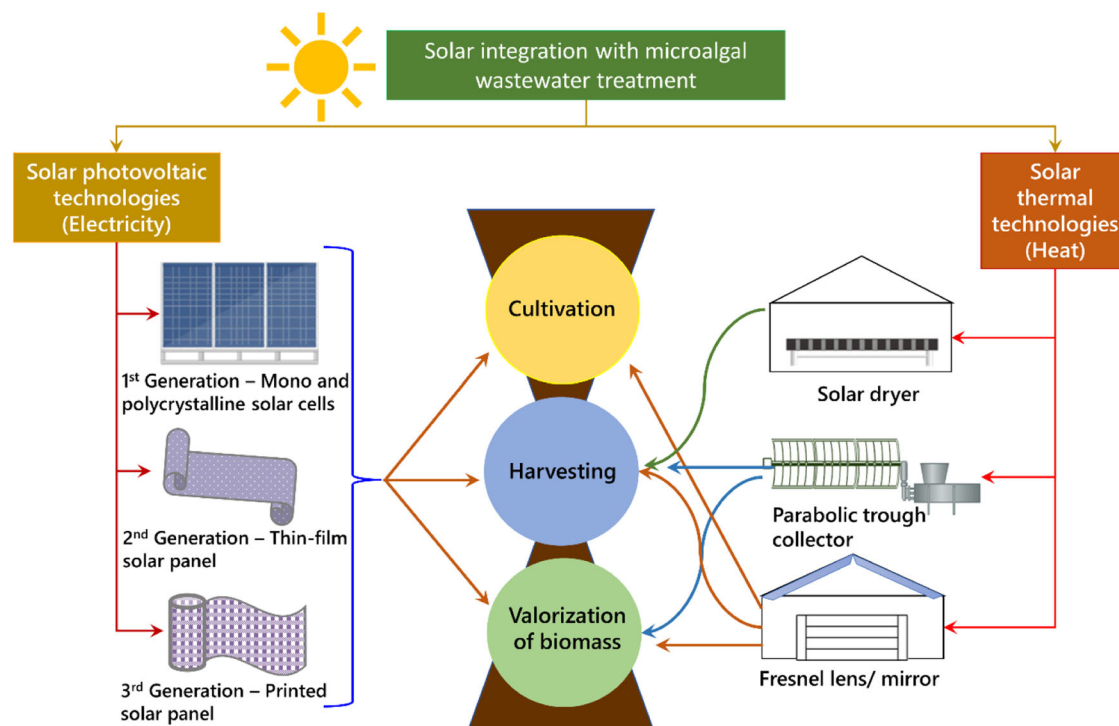 Solar integration with microalgal
wastewater treatment
Solar photovoltaic
technologies
(Electricity)
Solar
thermal
technologies
(Heat)
1st Generation – Mono and
polycrystalline solar cells
2nd Generation – Thin-film
solar panel
3rd Generation – Printed
solar panel
Cultivation
Harvesting
Valorization
of biomass
Solar dryer
Parabolic trough
collector
Fresnel lens/ mirror